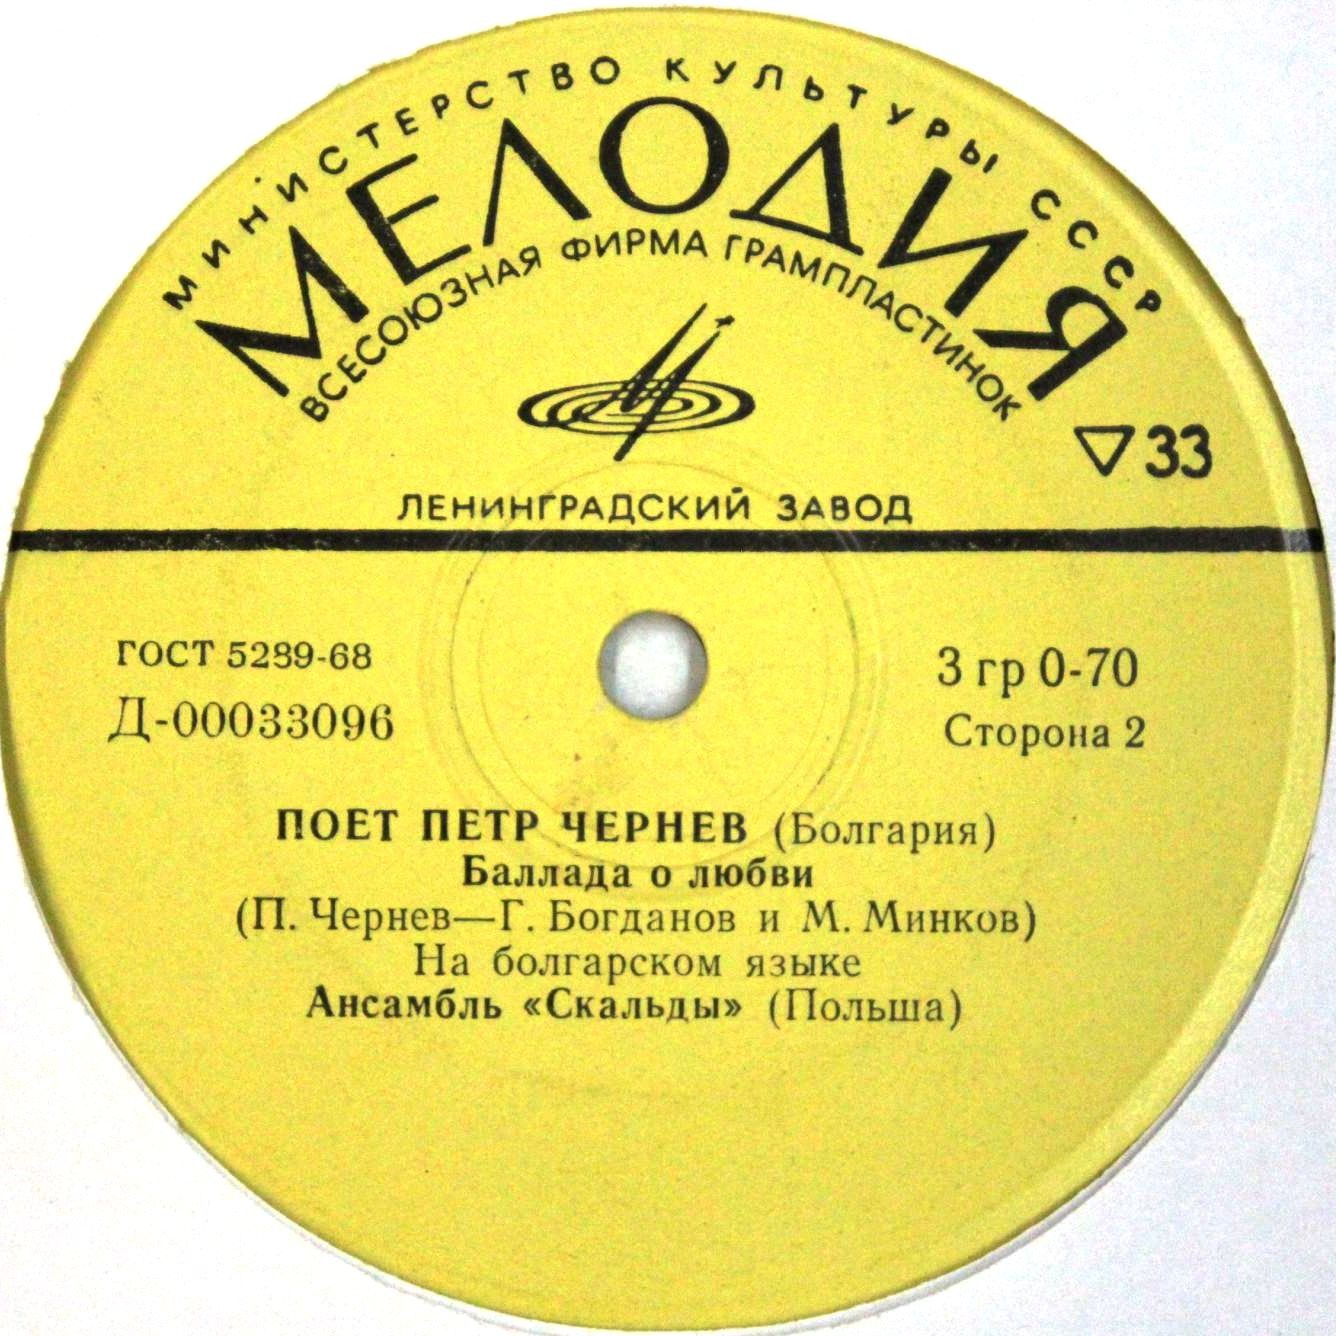 МИНИСТЕРСТВО КУЛЬТУРЫ СССР
МЕЛОДИЯ
ВСЕСОЮЗНАЯ ФИРМА ГРАМПЛАСТИНОК
33
ЛЕНИНГРАДСКИЙ ЗАВОД
ГОСТ 5289-68
3 гр 0-70
Д-00033096
Сторона 2
ПОЕТ ПЕТР ЧЕРНЕВ (Болгария)
Баллада о любви
(П. Чернев—Г. Богданов и М. Минков)
На болгарском языке
Ансамбль «Скальды» (Польша)